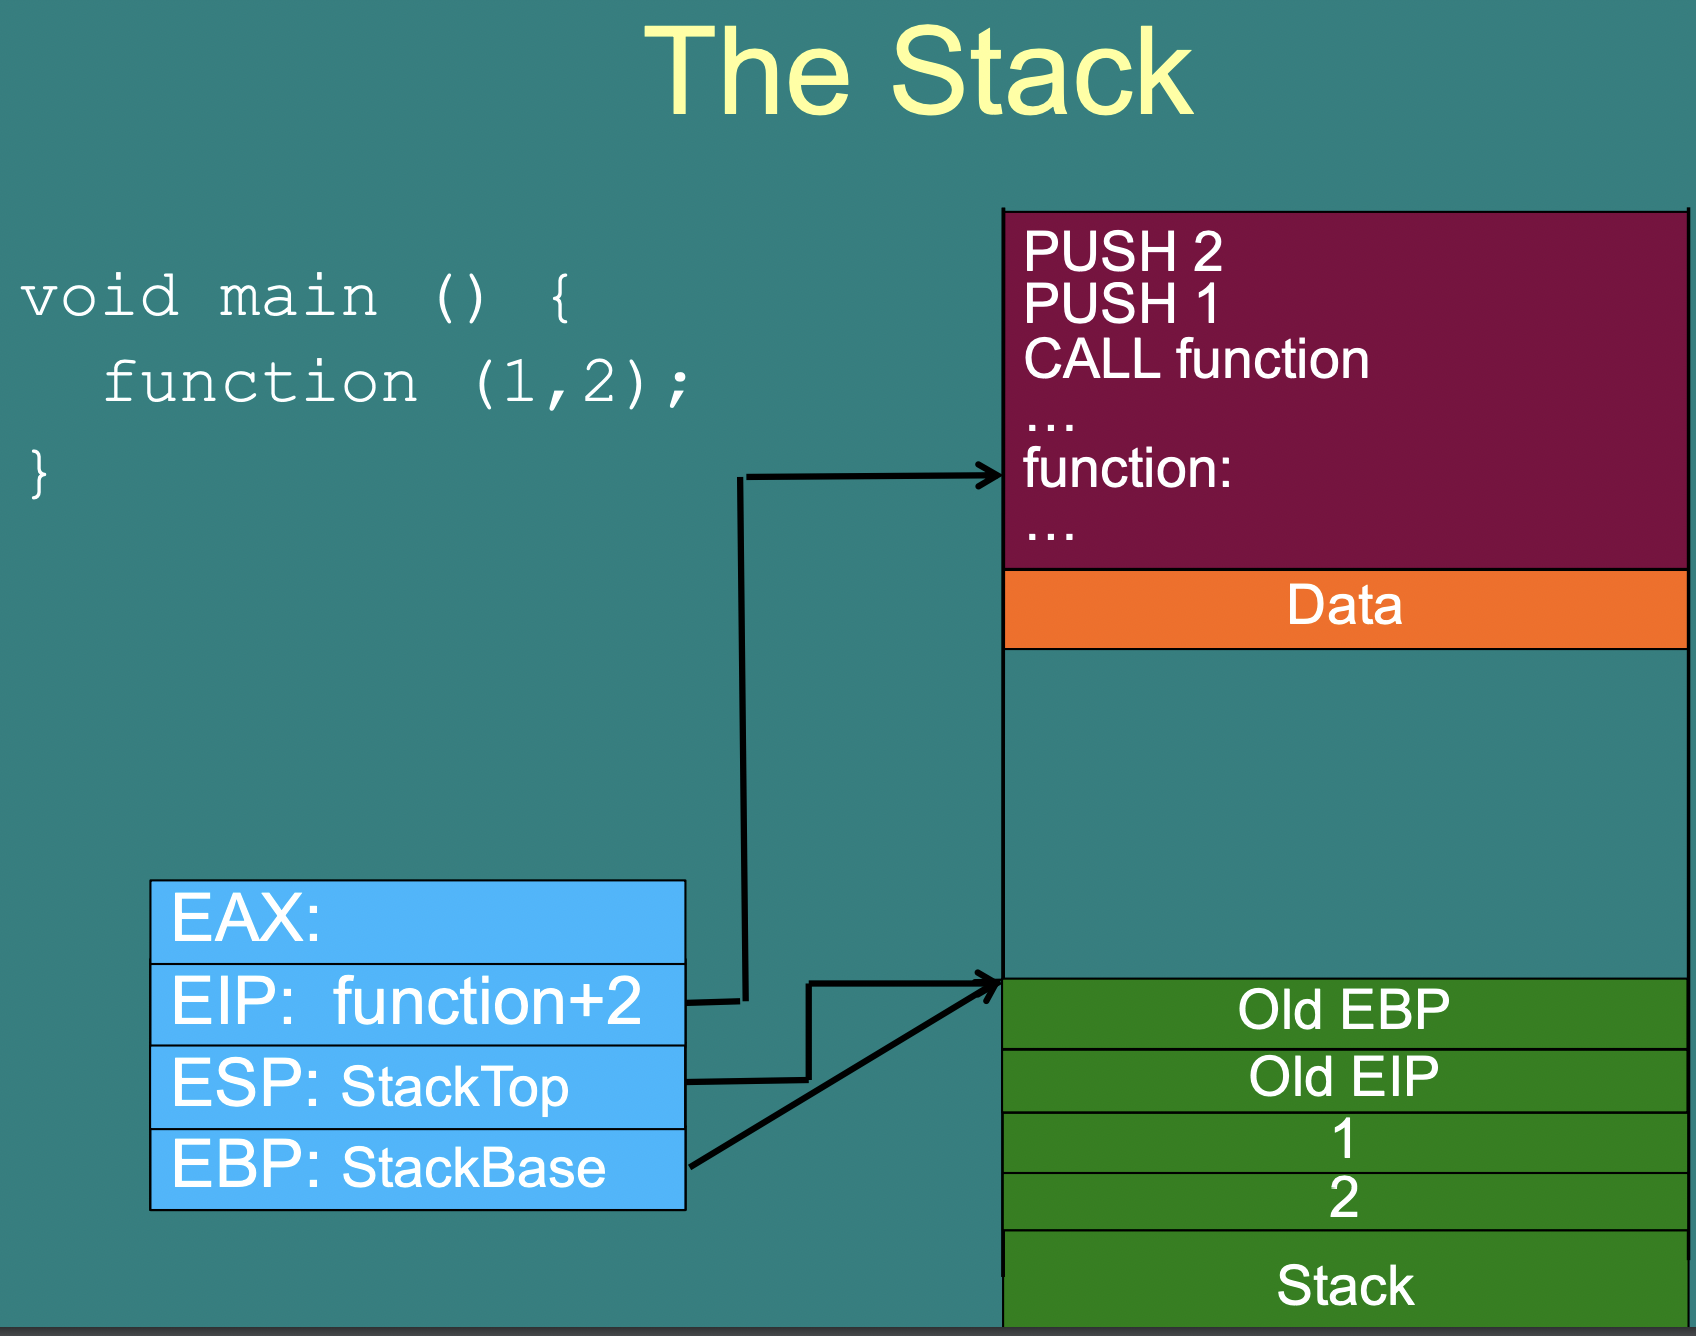 The Stack
void main () {
function (1,2);
}
PUSH 2
PUSH 1
CALL function
…
function:
…
Data
EAX:
EIP: function+2
ESP: StackTop
EBP: StackBase
Old EBP
Old EIP
1
2
Stack